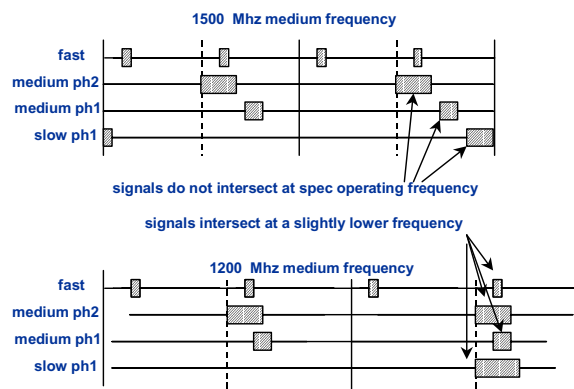 1500 Mhz medium frequency
fast
medium ph2
medium ph1
slow ph1
signals do not intersect at spec operating frequency
signals intersect at a slightly lower frequency
1200 Mhz medium frequency
fast
medium ph2
medium ph1
slow ph1